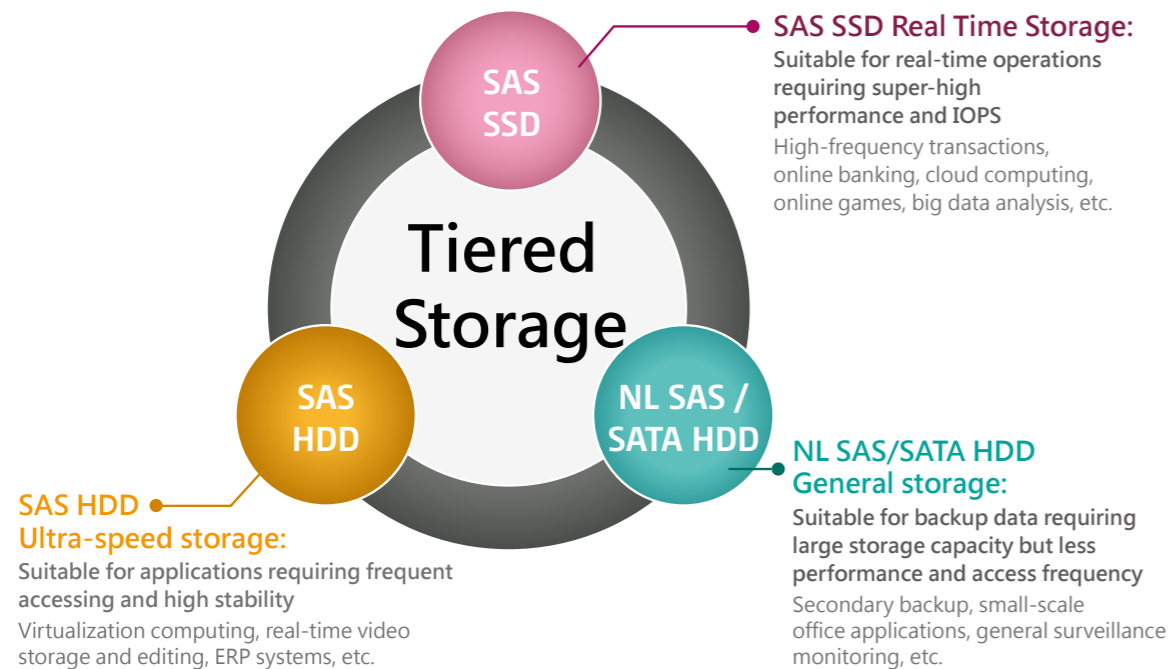 SAS
SSD
SAS SSD Real Time Storage:
Suitable for real-time operations
requiring super-high
performance and IOPS
High-frequency transactions,
online banking, cloud computing,
online games, big data analysis, etc.
Tiered
Storage
SAS
HDD
NL SAS /
SATA HDD
SAS HDD
Ultra-speed storage:
Suitable for applications requiring frequent
accessing and high stability
Virtualization computing, real-time video
storage and editing, ERP systems, etc.
NL SAS/SATA HDD
General storage:
Suitable for backup data requiring
large storage capacity but less
performance and access frequency
Secondary backup, small-scale
office applications, general surveillance
monitoring, etc.